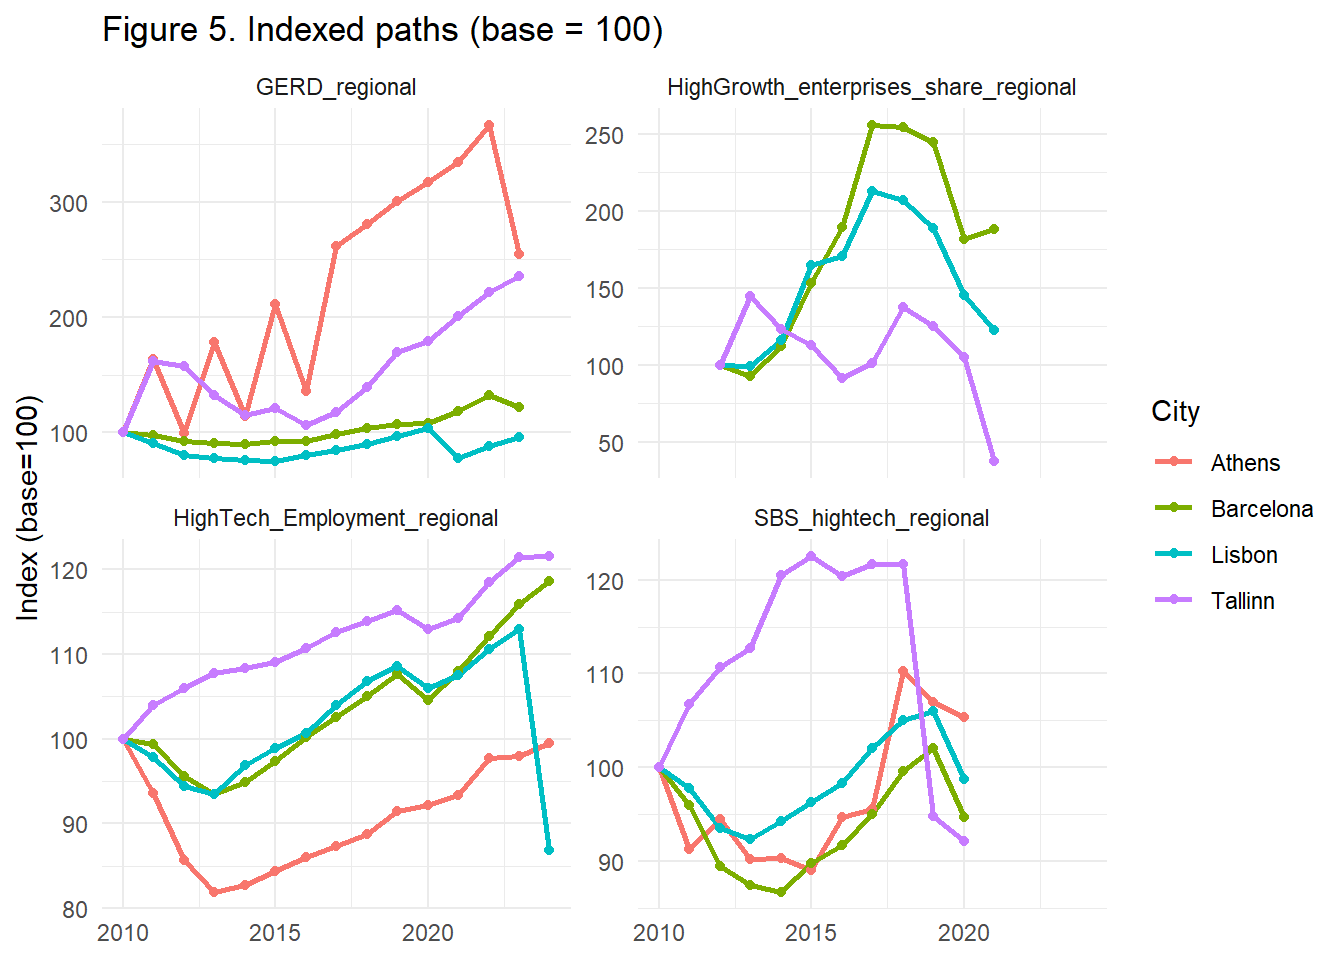 Figure 5. Indexed paths (base = 100)
GERD_regional
HighGrowth_enterprises_share_regional
300
200
100
250
200
150
100
50
Index (base=100)
HighTech_Employment_regional
SBS_hightech_regional
120
110
100
90
80
120
110
100
90
2010
2015
2020
2010
2015
2020
City
Athens
Barcelona
Lisbon
Tallinn